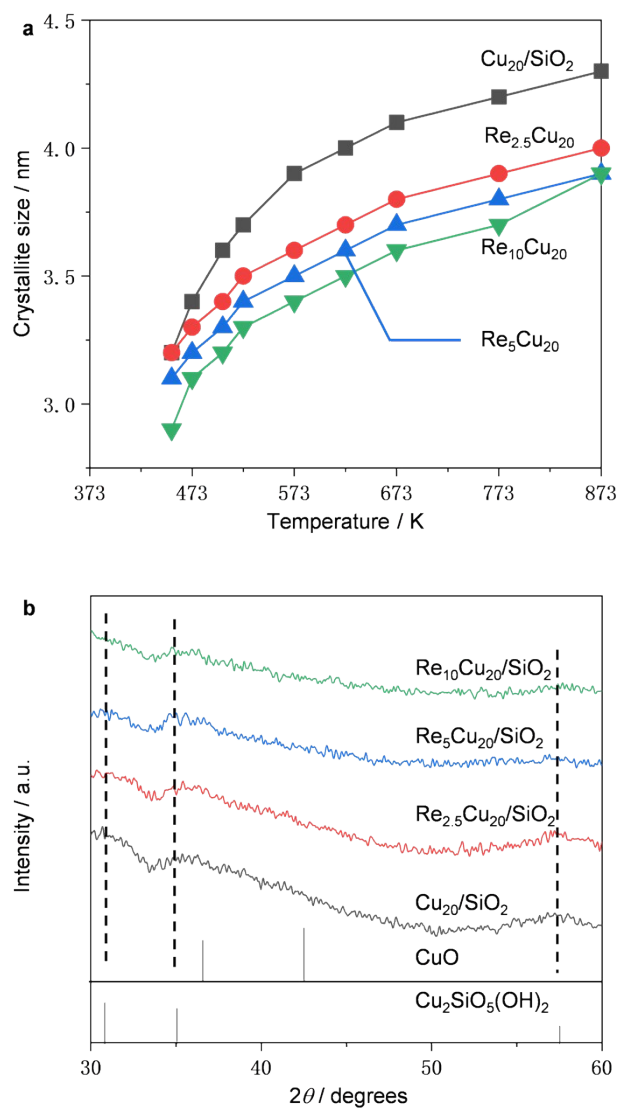 a
4.5
4.0
3.5
3.0
Crystallite size / nm
Cu₂₀/SiO₂
Re₂.₅Cu₂₀
Re₁₀Cu₂₀
Re₅Cu₂₀
373 473 573 673 773 873
Temperature / K
b
Intensity / a.u.
Re₁₀Cu₂₀/SiO₂
Re₅Cu₂₀/SiO₂
Re₂.₅Cu₂₀/SiO₂
Cu₂₀/SiO₂
CuO
Cu₂SiO₅(OH)₂
30 40 50 60
2θ / degrees